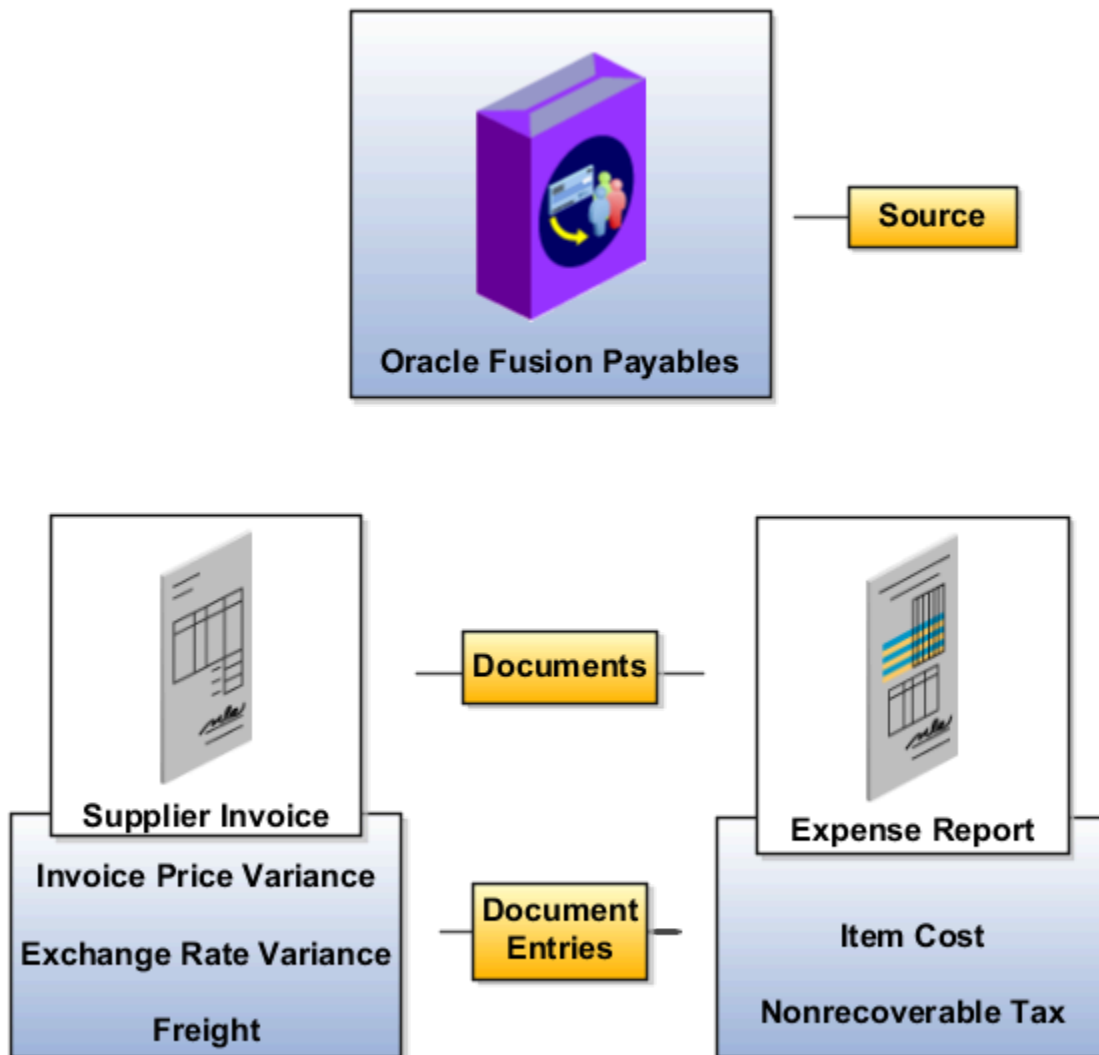 Source
Oracle Fusion Payables
Documents
Supplier Invoice
Expense Report
Invoice Price Variance
Exchange Rate Variance
Freight
Document
Entries
Item Cost
Nonrecoverable Tax